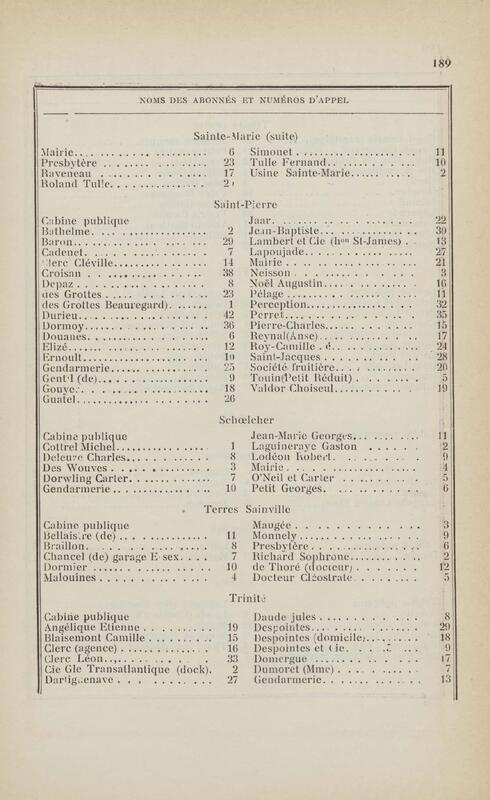 189
NOMS DES ABONNÉS ET NUMÉROS D'APPEL
Sainte-Marie (suite)
Mairie 6
Presbytère 23
Raveneau 17
Roland Tulle
Simonet 11
Tulle Fernand 10
Usine Sainte-Marie 2
Saint-Pierre
Cabine publique
Bathelme 2
Baron 29
Cadenet 7
Clerc Cléville 14
Croisan 38
Depaz 8
des Grottes 23
des Grottes Beauregard) 1
Durieu 42
Dormoy 36
Douanes 6
Elizé 12
Ernoult 10
Gendarmerie 25
Gentil (de) 9
Gouyer 18
Guatel 26
Jaar 22
Jean-Baptiste 30
Lambert et Cie (hon St-James) 13
Lapoujade 27
Mairie 21
Neisson 3
Noël Augustin 16
Pélage 11
Perception 32
Perret 35
Pierre-Charles 15
Reynal(Anse) 17
Roy-Camille 24
Saint-Jacques 28
Société fruitière 20
Touin(Petit Réduit) 5
Valdor Choiseul 19
Schœlcher
Cabine publique
Cottrel Michel 1
Deleure Charles 8
Des Wouves 3
Dorwling Carter 7
Gendarmerie 10
Jean-Marie Georges 11
Laguineraye Gaston 2
Lodéon Robert 9
Mairie 4
O'Neil et Carter 5
Petit Georges 6
Terres Sainville
Cabine publique
Bellaistre (de) 11
Braillon 8
Chancel (de) garage Essex 7
Dormier 10
Malouines 4
Maugée 3
Monnely 9
Presbytère 6
Richard Sophrone 2
de Thoré (docteur) 12
Docteur Cléostrate 5
Trinité
Cabine publique
Angélique Etienne 19
Blaisemont Camille 15
Clerc (agence) 16
Clerc Léon 33
Cie Gle Transatlantique (dock) 2
Dartiguenave 27
Daude jules 8
Despointes 29
Despointes (domicile) 18
Despointes et Cie 9
Domergue 17
Dumoret (Mme) 7
Gendarmerie 13